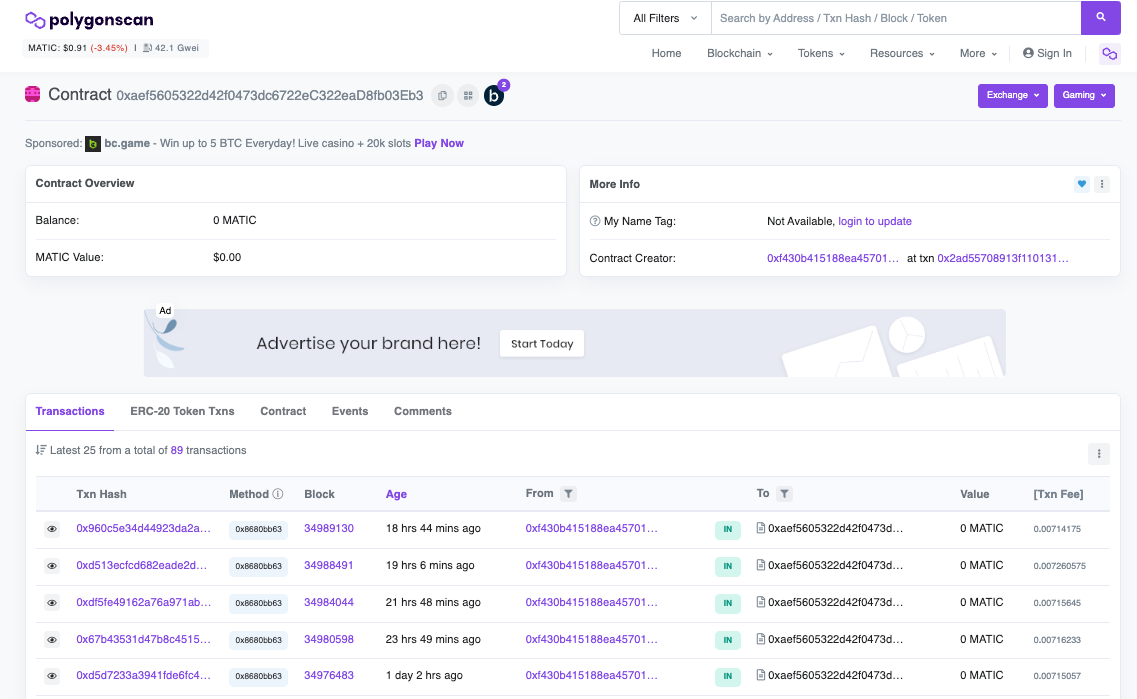 polygonscan
All Filters Search by Address / Txn Hash / Block / Token
MATIC: $0.91 (-3.45%) | 42.1 Gwei
Home Blockchain Tokens Resources More Sign In
Contract 0xaef5605322d42f0473dc6722eC322eaD8fb03Eb3 b 2
Exchange Gaming
Sponsored: bc.game - Win up to 5 BTC Everyday! Live casino + 20k slots Play Now
Contract Overview
Balance: 0 MATIC
MATIC Value: $0.00
More Info
My Name Tag: Not Available, login to update
Contract Creator: 0xf430b415188ea45701… at txn 0x2ad55708913f110131…
Ad
Advertise your brand here! Start Today
Transactions ERC-20 Token Txns Contract Events Comments
Latest 25 from a total of 89 transactions
Txn Hash Method Block Age From To Value [Txn Fee]
0x960c5e34d44923da2a… 0x8680bb63 34989130 18 hrs 44 mins ago 0xf430b415188ea45701… IN 0xaef5605322d42f0473d… 0 MATIC 0.00714175
0xd513ecfcd682eade2d… 0x8680bb63 34988491 19 hrs 6 mins ago 0xf430b415188ea45701… IN 0xaef5605322d42f0473d… 0 MATIC 0.007260575
0xdf5fe49162a76a971ab… 0x8680bb63 34984044 21 hrs 48 mins ago 0xf430b415188ea45701… IN 0xaef5605322d42f0473d… 0 MATIC 0.00715645
0x67b43531d47b8c4515… 0x8680bb63 34980598 23 hrs 49 mins ago 0xf430b415188ea45701… IN 0xaef5605322d42f0473d… 0 MATIC 0.00716233
0xd5d7233a3941fde6fc4… 0x8680bb63 34976483 1 day 2 hrs ago 0xf430b415188ea45701… IN 0xaef5605322d42f0473d… 0 MATIC 0.00715057